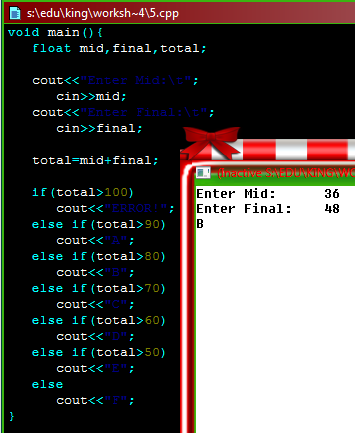 s:\edu\king\worksh~4\5.cpp
void main(){
float mid,final,total;
cout<<"Enter Mid:\t";
cin>>mid;
cout<<"Enter Final:\t";
cin>>final;
total=mid+final;
if(total>100)
cout<<"ERROR!";
else if(total>90)
cout<<"A";
else if(total>80)
cout<<"B";
else if(total>70)
cout<<"C";
else if(total>60)
cout<<"D";
else if(total>50)
cout<<"E";
else
cout<<"F";
}
(Inactive S:\EDU\KING\WO
Enter Mid: 36
Enter Final: 48
B